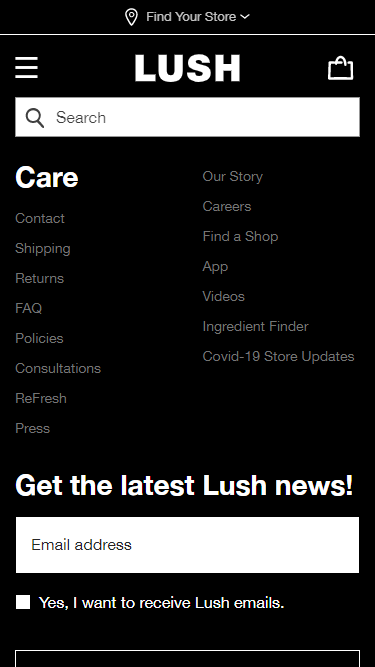 Find Your Store
LUSH
Search
Care
Contact
Shipping
Returns
FAQ
Policies
Consultations
ReFresh
Press
Our Story
Careers
Find a Shop
App
Videos
Ingredient Finder
Covid-19 Store Updates
Get the latest Lush news!
Email address
Yes, I want to receive Lush emails.